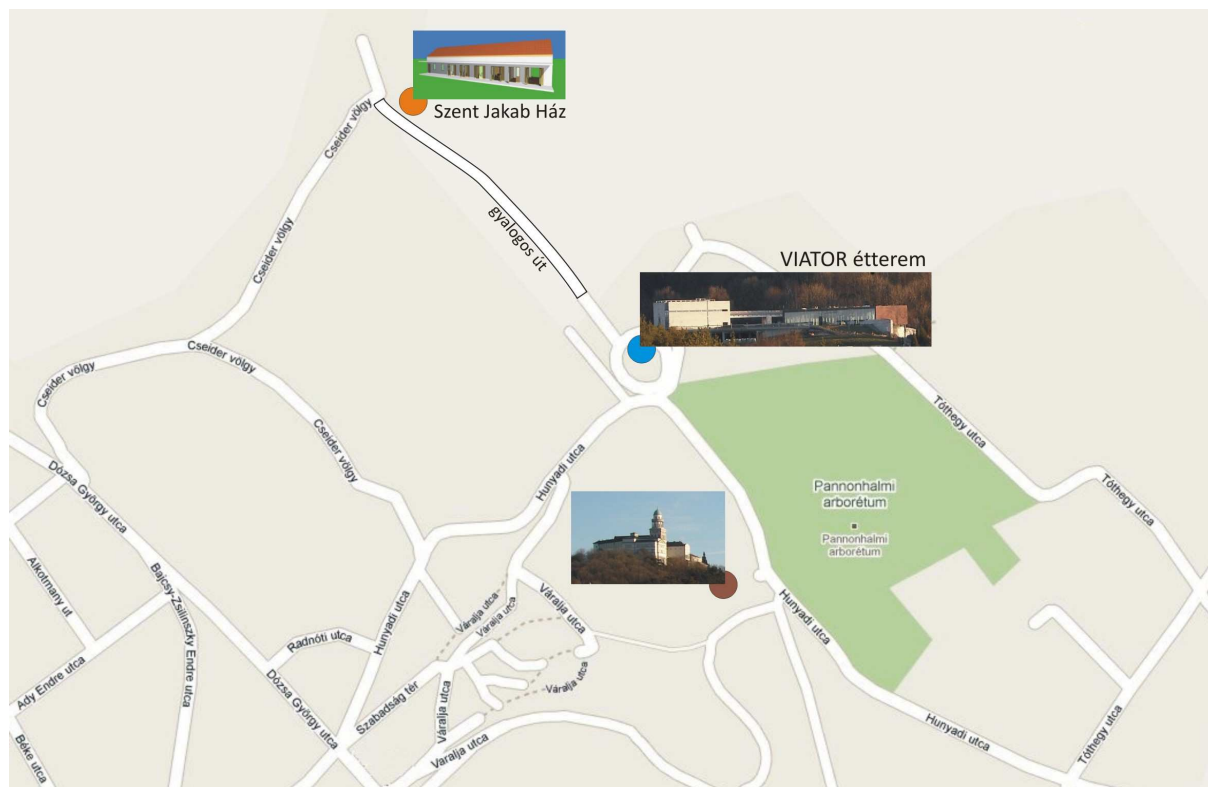 Szent Jakab Ház
Cseider völgy
gyalogos út
Cseider völgy
VIATOR étterem
Cseider völgy
Cseider völgy
Cseider völgy
Tóthegy utca
Hunyadi utca
Dózsa György utca
Pannonhalmi
arborétum
Pannonhalmi
arborétum
Tóthegy utca
Alkotmány ut
Bajcsy-Zsilinszky Endre utca
Hunyadi utca
Váralja utca
Váralja utca
Váralja utca
Hunyadi utca
Radnóti utca
Ady Endre utca
Dózsa György utca
Szabadság tér
Váralja utca
Váralja utca
Hunyadi utca
Tóthegy utca
Béke utca
Varalja utca